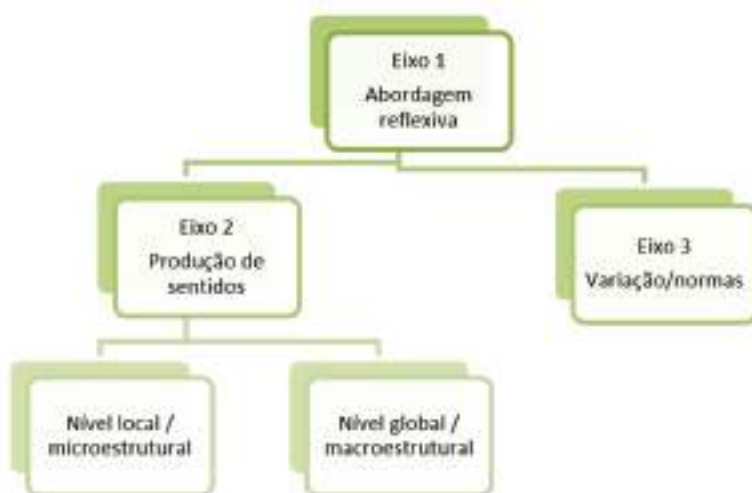 Eixo 1
Abordagem
reflexiva
Eixo 2
Produção de
sentidos
Eixo 3
Variação/normas
Nível local /
microestrutural
Nível global /
macroestrutural